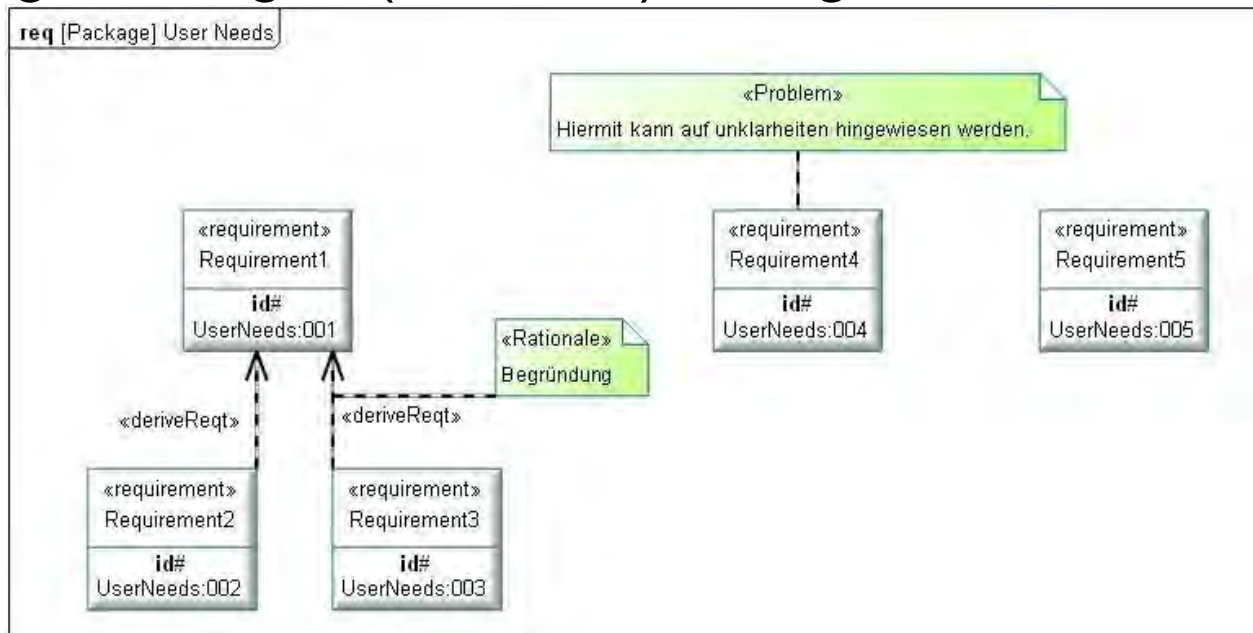 req [Package] User Needs
«Problem»
Hiermit kann auf unklarheiten hingewiesen werden.
«requirement»
Requirement1
id#
UserNeeds:001
«requirement»
Requirement4
id#
UserNeeds:004
«requirement»
Requirement5
id#
UserNeeds:005
«Rationale»
Begründung
«deriveReqt»
«deriveReqt»
«requirement»
Requirement2
id#
UserNeeds:002
«requirement»
Requirement3
id#
UserNeeds:003